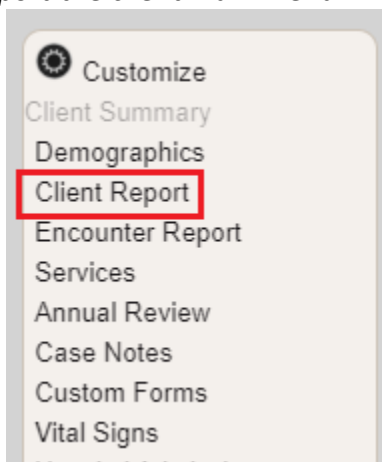 Customize
Client Summary
Demographics
Client Report
Encounter Report
Services
Annual Review
Case Notes
Custom Forms
Vital Signs